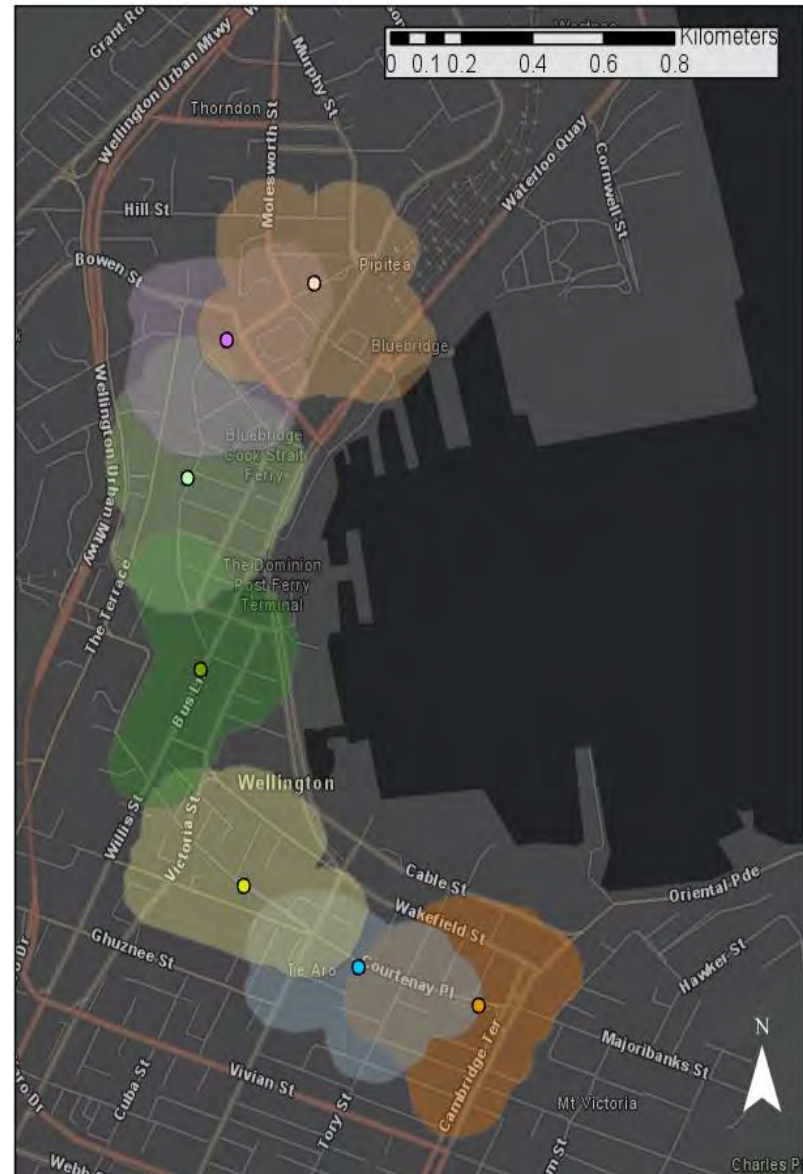 Grant Ro
Wellington Urban Mtwy
Murphy St
Kilometers
0 0.1 0.2 0.4 0.6 0.8
Thorndon
Molesworth St
Waterloo Quay
Cornwell St
Hill St
Bowen St
Pipitea
Bluebridge
Wellington Urban Mtwy
Bluebridge
Cook Strait
Ferry
The Terrace
The Dominion
Post Ferry
Terminal
Bus L
Wellington
Willis St
Victoria St
Cable St
Oriental Pde
Wakefield St
Ghuznee St
Te Aro
Courtenay Pl
Hawker St
N
Cambridge Ter
Majoribanks St
Vivian St
Cuba St
Tory St
Mt Victoria
Webb S
Charles P